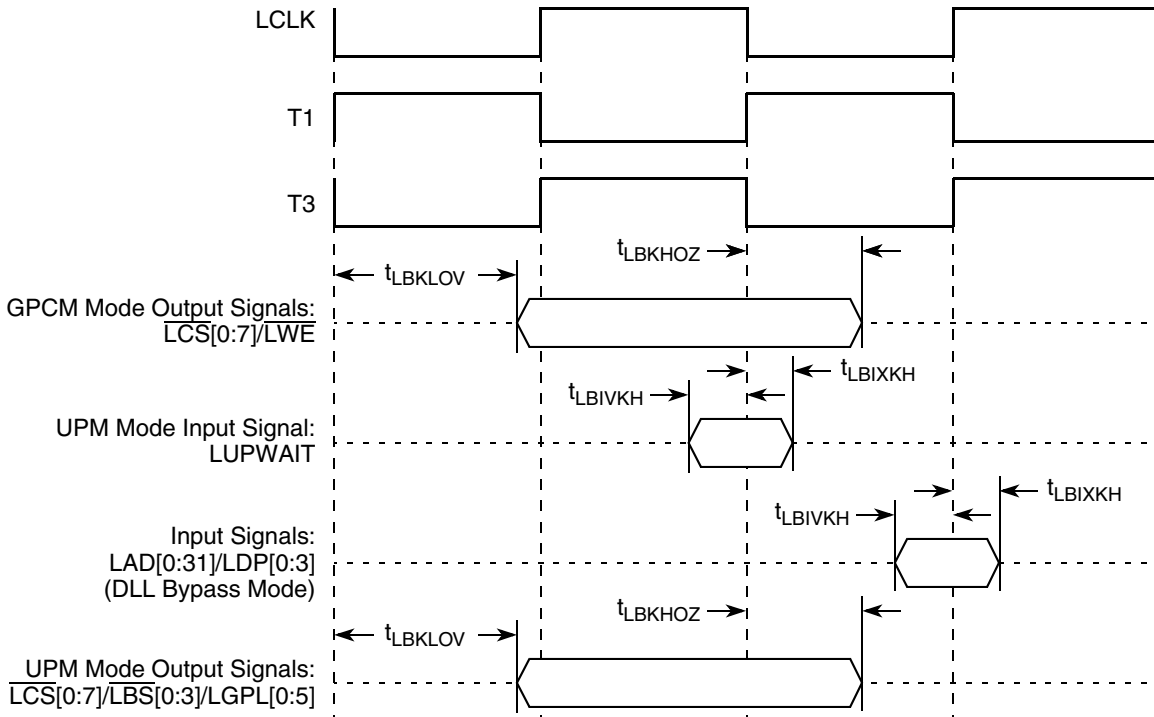 LCLK
T1
T3
tLBKHOZ
tLBKLOV
GPCM Mode Output Signals:
LCS[0:7]/LWE
tLBIXKH
tLBIVKH
UPM Mode Input Signal:
LUPWAIT
tLBIXKH
tLBIVKH
Input Signals:
LAD[0:31]/LDP[0:3]
(DLL Bypass Mode)
tLBKHOZ
tLBKLOV
UPM Mode Output Signals:
LCS[0:7]/LBS[0:3]/LGPL[0:5]